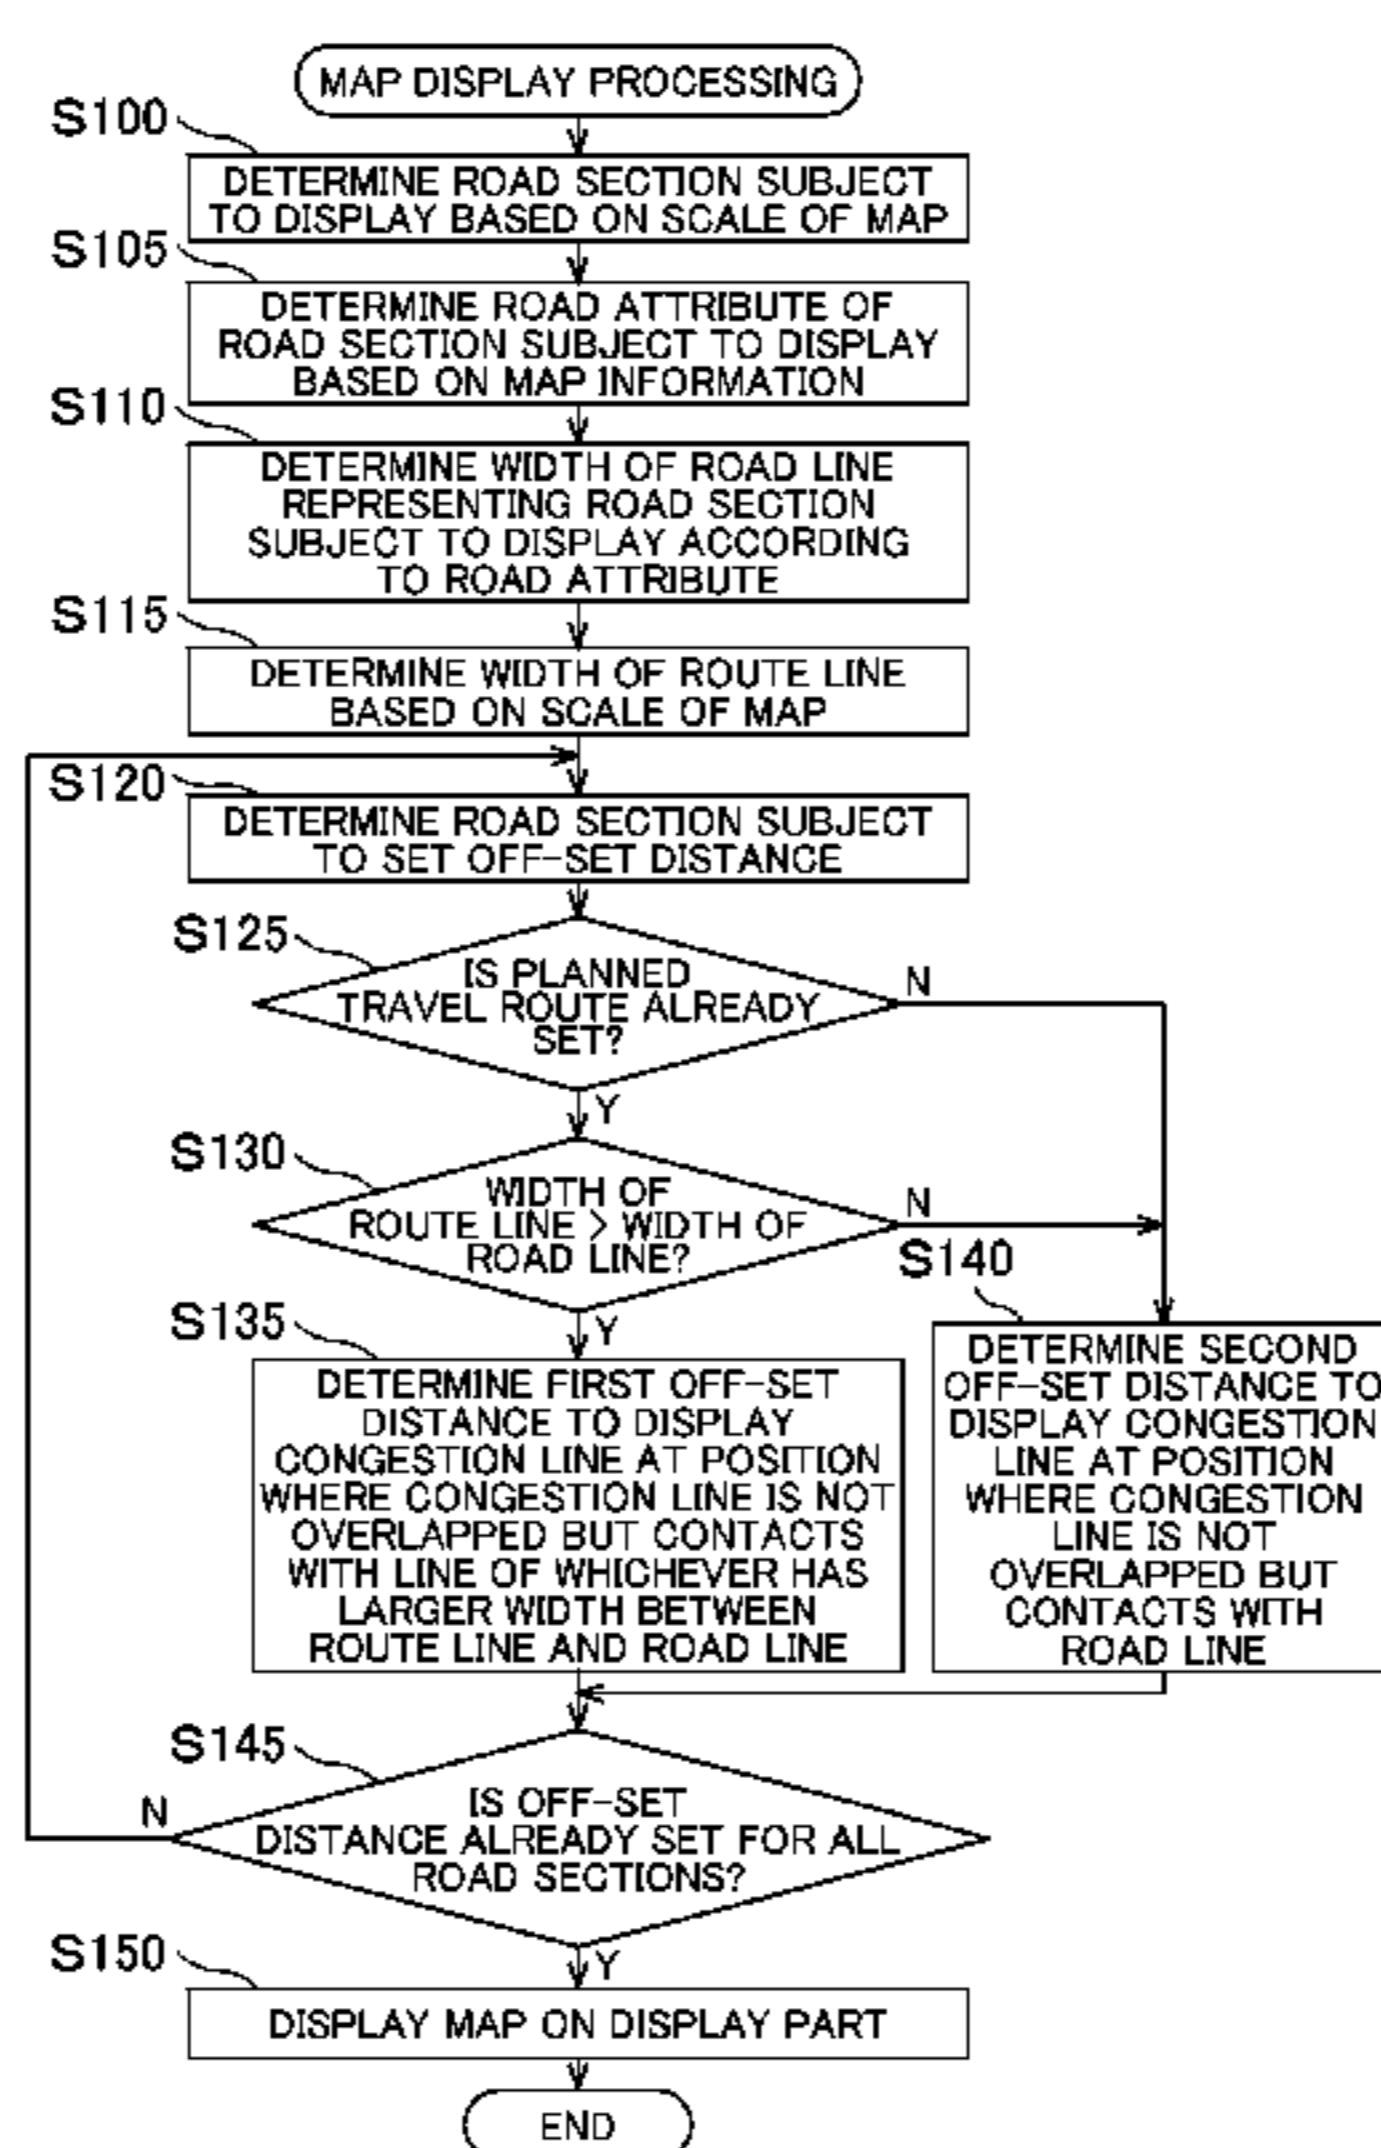 MAP DISPLAY PROCESSING
S100
DETERMINE ROAD SECTION SUBJECT
TO DISPLAY BASED ON SCALE OF MAP
S105
DETERMINE ROAD ATTRIBUTE OF
ROAD SECTION SUBJECT TO DISPLAY
BASED ON MAP INFORMATION
S110
DETERMINE WIDTH OF ROAD LINE
REPRESENTING ROAD SECTION
SUBJECT TO DISPLAY ACCORDING
TO ROAD ATTRIBUTE
S115
DETERMINE WIDTH OF ROUTE LINE
BASED ON SCALE OF MAP
S120
DETERMINE ROAD SECTION SUBJECT
TO SET OFF-SET DISTANCE
S125
IS PLANNED
TRAVEL ROUTE ALREADY
SET?
N
Y
S130
WIDTH OF
ROUTE LINE > WIDTH OF
ROAD LINE?
N
Y
S135
DETERMINE FIRST OFF-SET
DISTANCE TO DISPLAY
CONGESTION LINE AT POSITION
WHERE CONGESTION LINE IS NOT
OVERLAPPED BUT CONTACTS
WITH LINE OF WHICHEVER HAS
LARGER WIDTH BETWEEN
ROUTE LINE AND ROAD LINE
S140
DETERMINE SECOND
OFF-SET DISTANCE TO
DISPLAY CONGESTION
LINE AT POSITION
WHERE CONGESTION
LINE IS NOT
OVERLAPPED BUT
CONTACTS WITH
ROAD LINE
S145
IS OFF-SET
DISTANCE ALREADY SET FOR ALL
ROAD SECTIONS?
N
Y
S150
DISPLAY MAP ON DISPLAY PART
END